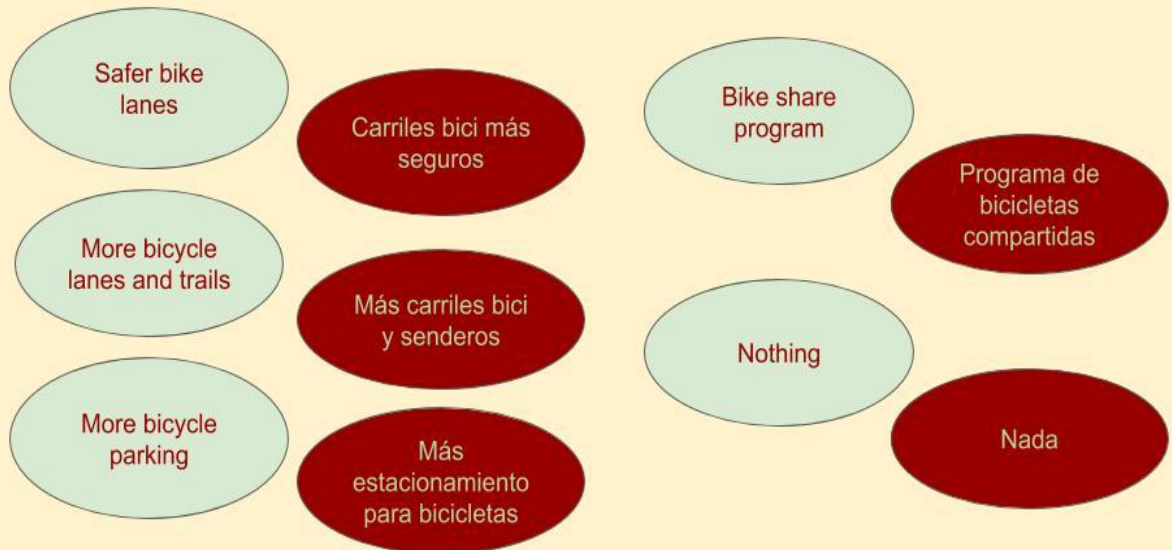 Safer bike
lanes
Carriles bici más
seguros
More bicycle
lanes and trails
Más carriles bici
y senderos
More bicycle
parking
Más
estacionamiento
para bicicletas
Bike share
program
Programa de
bicicletas
compartidas
Nothing
Nada